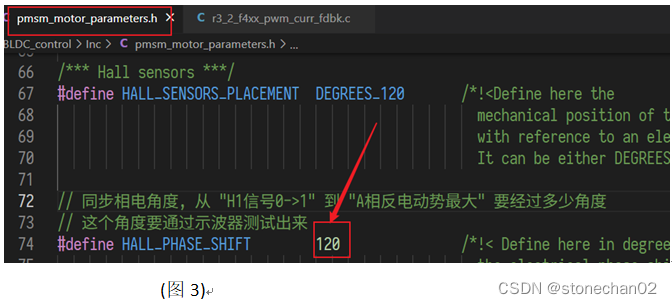 pmsm_motor_parameters.h    C r3_2_f4xx_pwm_curr_fdbk.c
BLDC_control > Inc > C pmsm_motor_parameters.h > ...
66 /*** Hall sensors ***/
67 #define HALL_SENSORS_PLACEMENT DEGREES_120 /*!<Define here the
68 mechanical position of t
69 with reference to an ele
70 It can be either DEGREES
71
72 // 同步相电角度，从 "H1信号0->1" 到 "A相反电动势最大" 要经过多少角度
73 // 这个角度要通过示波器测试出来
74 #define HALL_PHASE_SHIFT 120 /*!< Define here in degree
(图 3)
CSDN @stonechan02